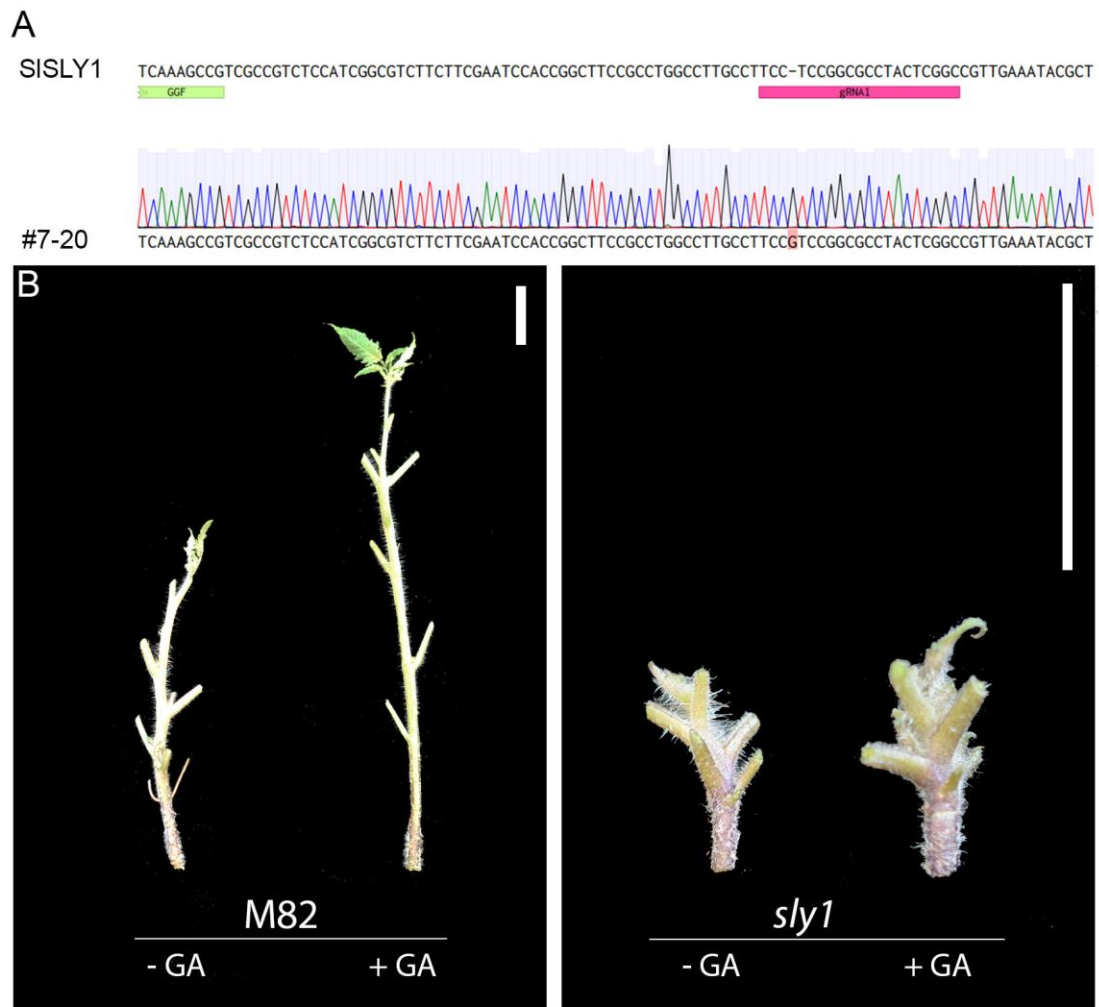 A
SlSLY1 TCAAAGCCGTCGCCGTCTCCATCGGCGTCTTCTTCGAATCCACCGGCTTCCGCCTGGCCTTGCCTTCC-TCCGGCGCCTACTCGGCCGTTGAAATACGCT
GGF gRNA1
#7-20 TCAAAGCCGTCGCCGTCTCCATCGGCGTCTTCTTCGAATCCACCGGCTTCCGCCTGGCCTTGCCTTCCGTCCGGCGCCTACTCGGCCGTTGAAATACGCT
B
M82 sly1
- GA + GA - GA + GA